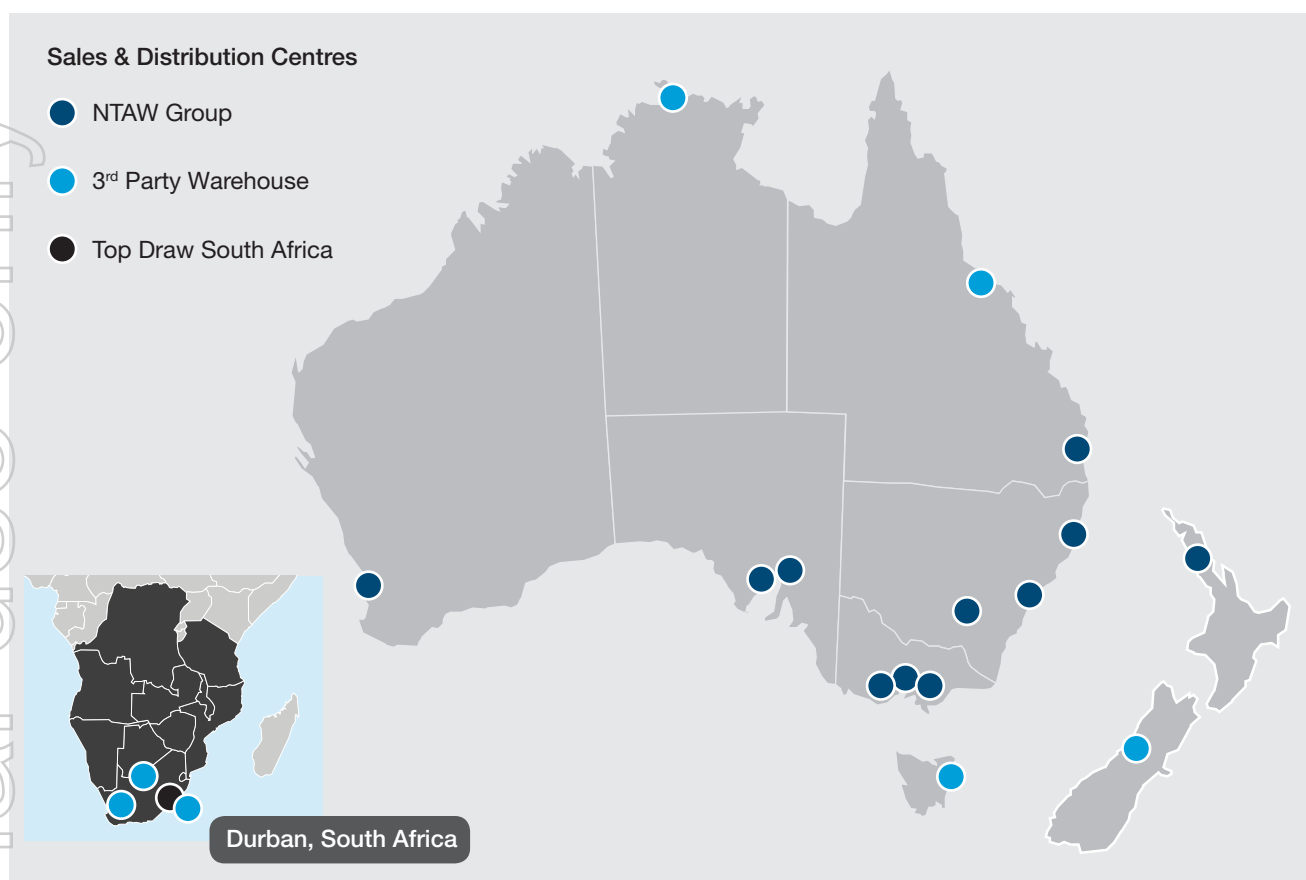 Sales & Distribution Centres
NTAW Group
3rd Party Warehouse
Top Draw South Africa
Durban, South Africa